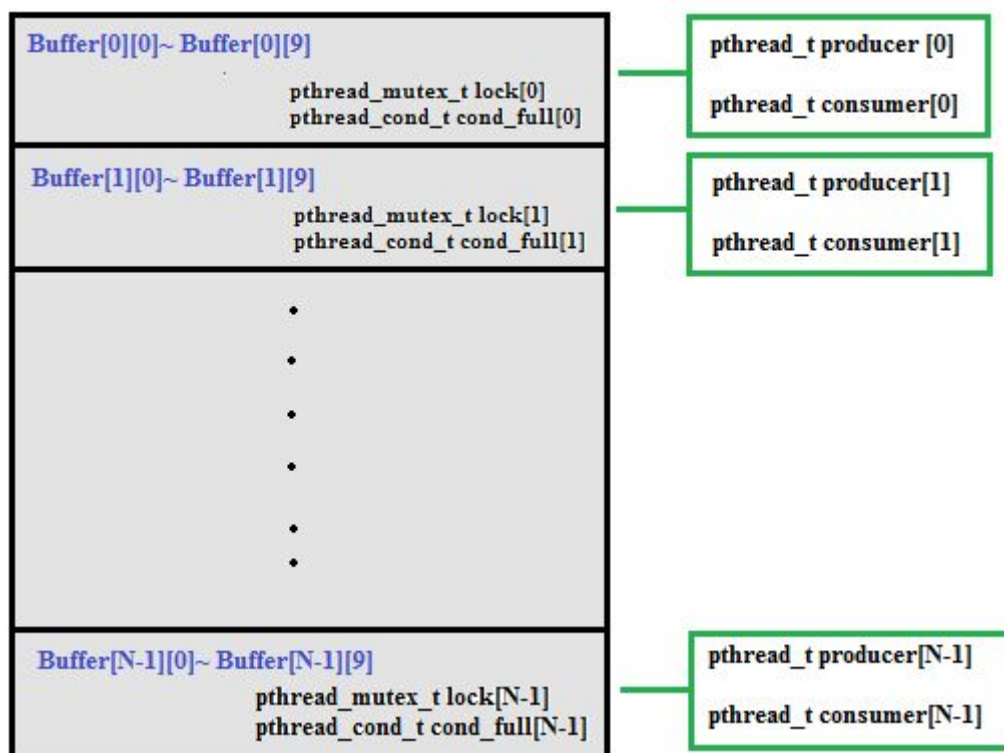 Buffer[0][0]~ Buffer[0][9]
pthread_mutex_t lock[0]
pthread_cond_t cond_full[0]
pthread_t producer [0]
pthread_t consumer[0]
Buffer[1][0]~ Buffer[1][9]
pthread_mutex_t lock[1]
pthread_cond_t cond_full[1]
pthread_t producer[1]
pthread_t consumer[1]
Buffer[N-1][0]~ Buffer[N-1][9]
pthread_mutex_t lock[N-1]
pthread_cond_t cond_full[N-1]
pthread_t producer[N-1]
pthread_t consumer[N-1]